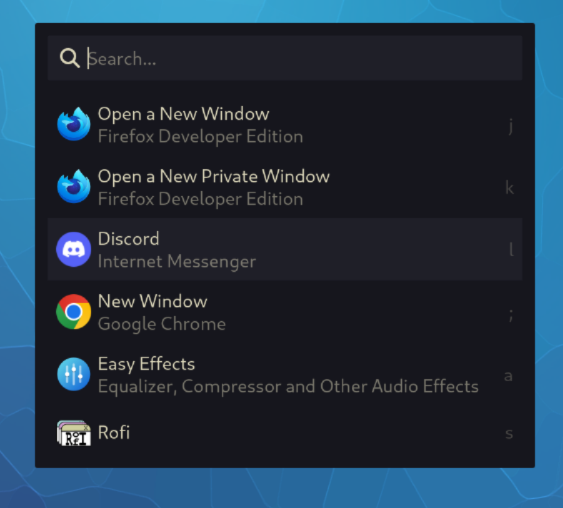 Search...
Open a New Window
Firefox Developer Edition
j
Open a New Private Window
Firefox Developer Edition
k
Discord
Internet Messenger
l
New Window
Google Chrome
;
Easy Effects
Equalizer, Compressor and Other Audio Effects
a
ROFI
Rofi
s